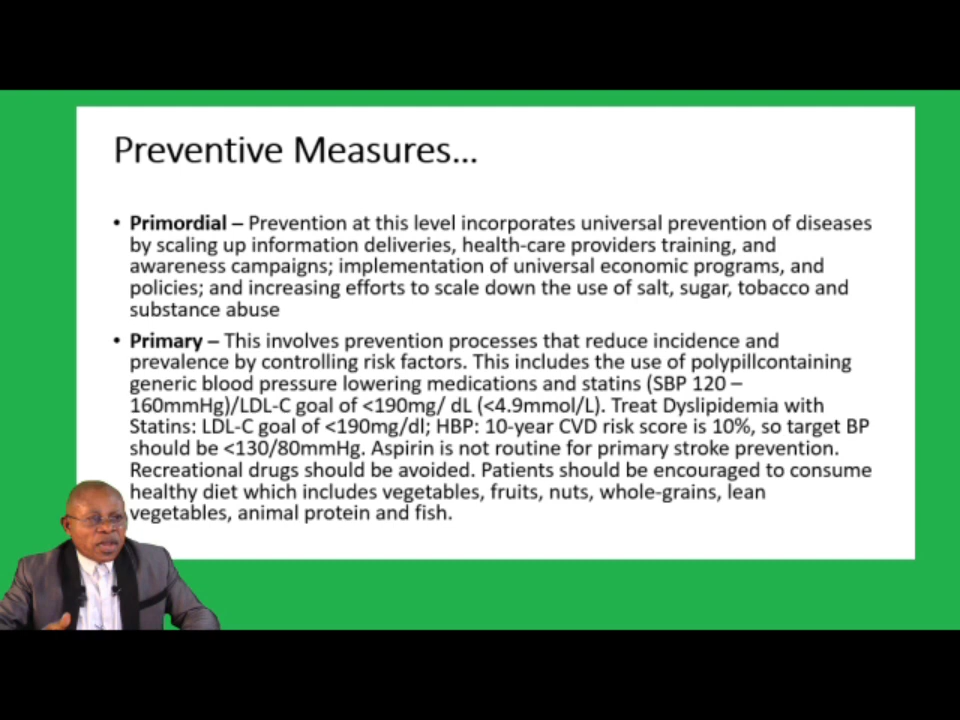 Preventive Measures...
• Primordial – Prevention at this level incorporates universal prevention of diseases
by scaling up information deliveries, health-care providers training, and
awareness campaigns; implementation of universal economic programs, and
policies; and increasing efforts to scale down the use of salt, sugar, tobacco and
substance abuse
• Primary – This involves prevention processes that reduce incidence and
prevalence by controlling risk factors. This includes the use of polypillcontaining
generic blood pressure lowering medications and statins (SBP 120 –
160mmHg)/LDL-C goal of <190mg/ dL (<4.9mmol/L). Treat Dyslipidemia with
Statins: LDL-C goal of <190mg/dl; HBP: 10-year CVD risk score is 10%, so target BP
should be <130/80mmHg. Aspirin is not routine for primary stroke prevention.
Recreational drugs should be avoided. Patients should be encouraged to consume
healthy diet which includes vegetables, fruits, nuts, whole-grains, lean
vegetables, animal protein and fish.